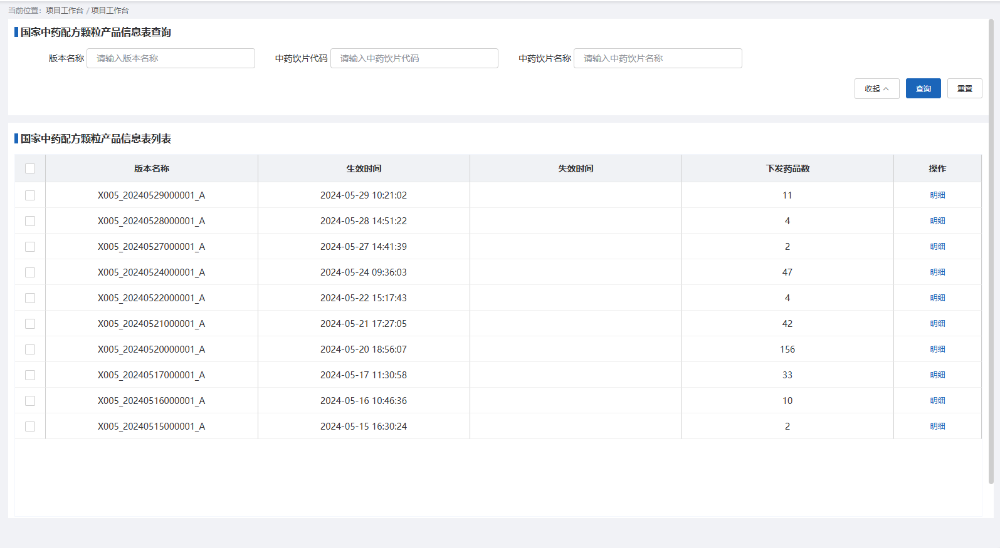 当前位置：项目工作台 / 项目工作台
国家中药配方颗粒产品信息表查询
版本名称 请输入版本名称 中药饮片代码 请输入中药饮片代码 中药饮片名称 请输入中药饮片名称
收起 查询 重置
国家中药配方颗粒产品信息表列表
版本名称 生效时间 失效时间 下发药品数 操作
X005_20240529000001_A 2024-05-29 10:21:02 11 明细
X005_20240528000001_A 2024-05-28 14:51:22 4 明细
X005_20240527000001_A 2024-05-27 14:41:39 2 明细
X005_20240524000001_A 2024-05-24 09:36:03 47 明细
X005_20240522000001_A 2024-05-22 15:17:43 4 明细
X005_20240521000001_A 2024-05-21 17:27:05 42 明细
X005_20240520000001_A 2024-05-20 18:56:07 156 明细
X005_20240517000001_A 2024-05-17 11:30:58 33 明细
X005_20240516000001_A 2024-05-16 10:46:36 10 明细
X005_20240515000001_A 2024-05-15 16:30:24 2 明细